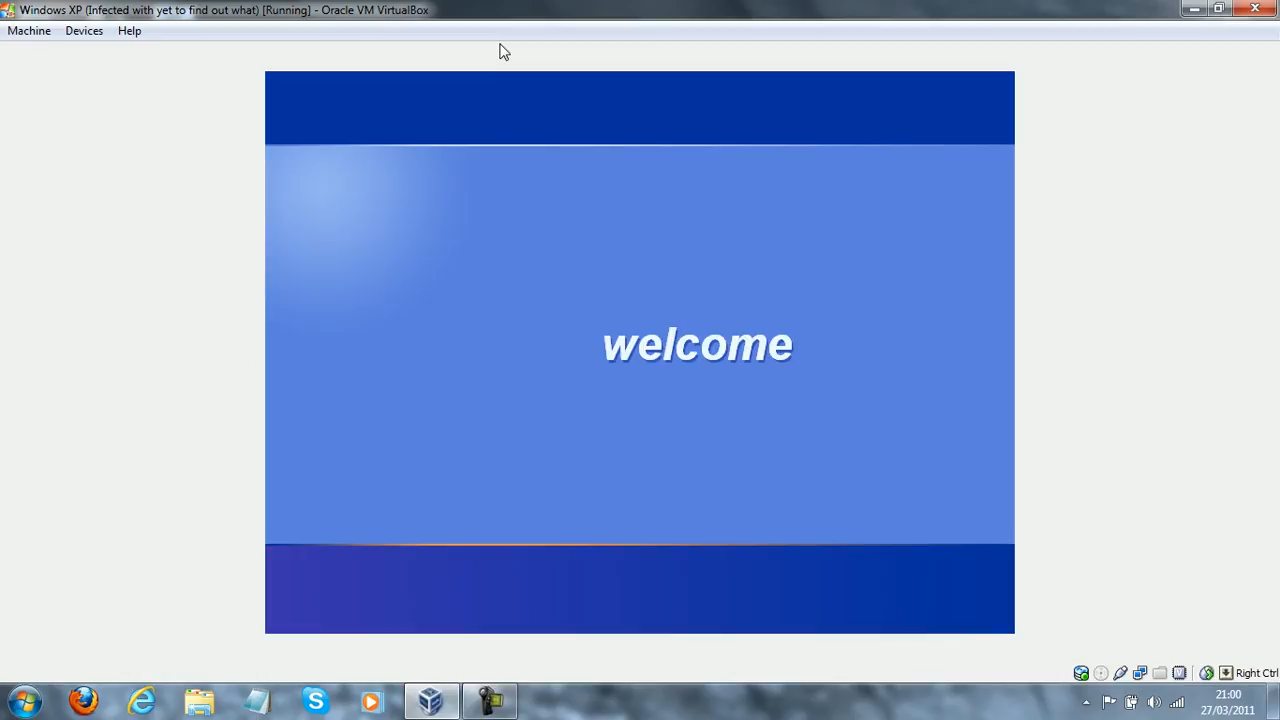 Windows XP (Infected with yet to find out what) [Running] - Oracle VM VirtualBox
Machine Devices Help
welcome
Right Ctrl
21:00
27/03/2011